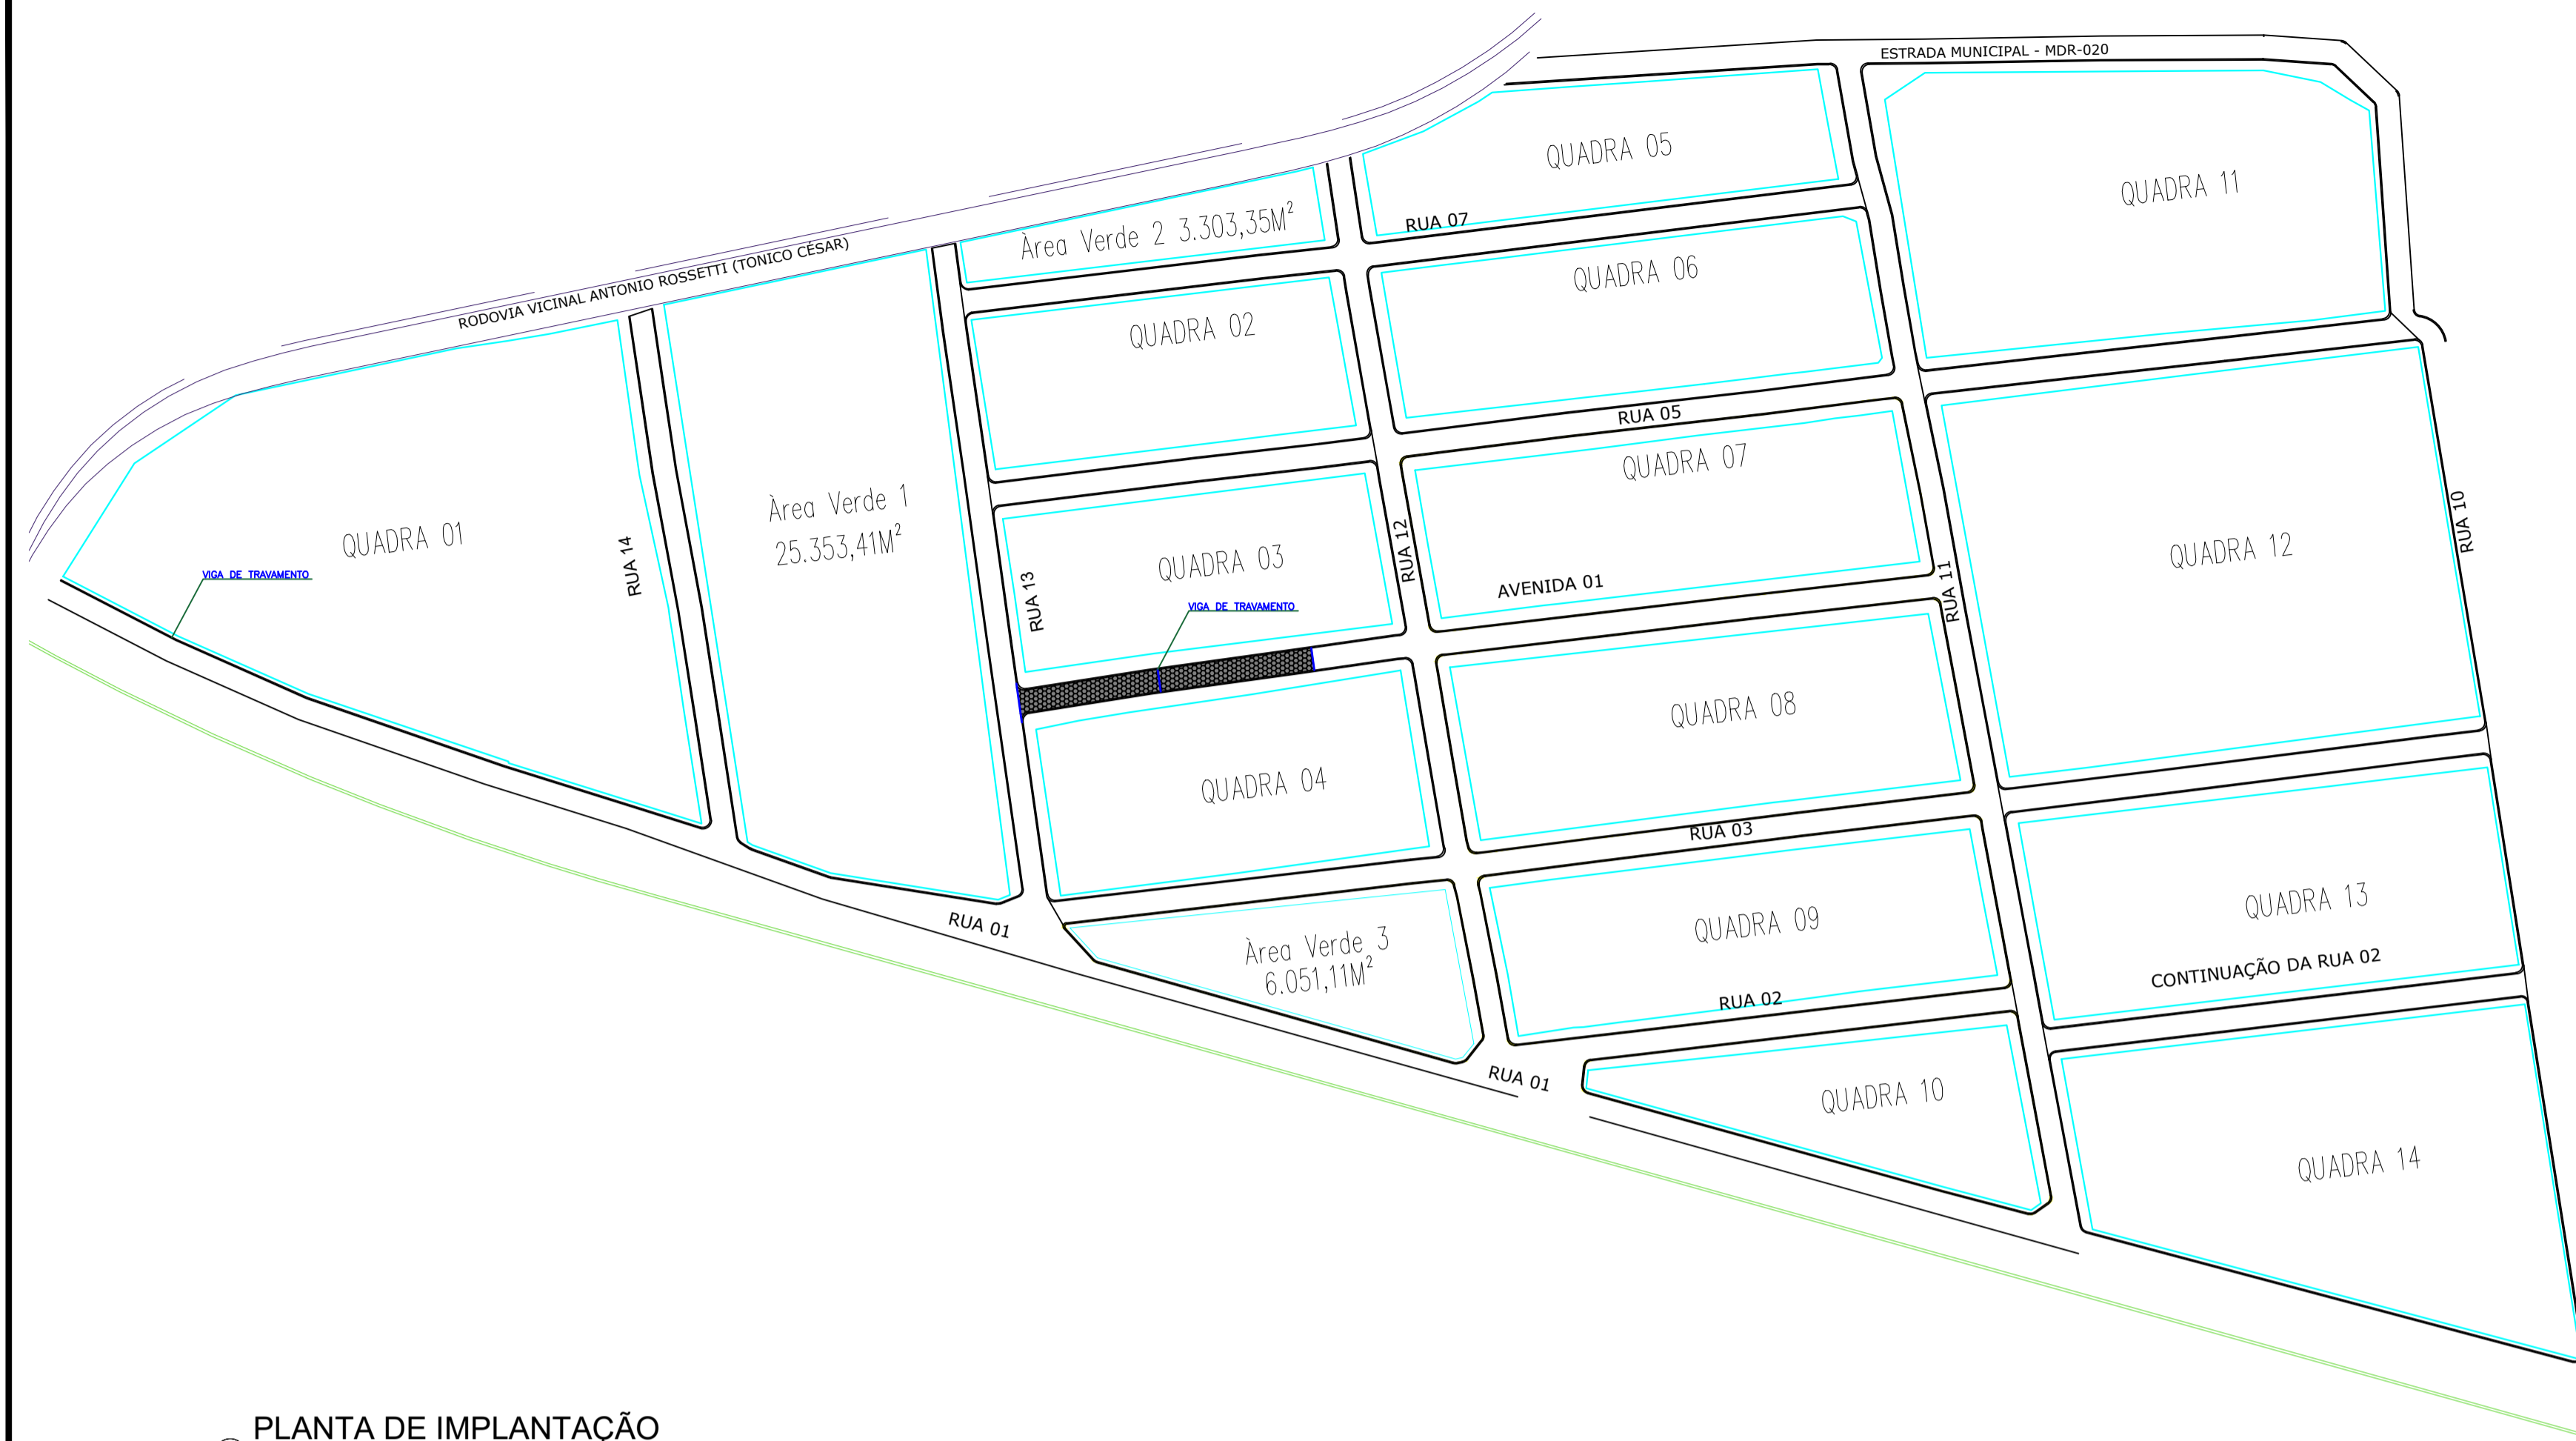 ESTRADA MUNICIPAL - MDR-020
QUADRA 05
QUADRA 11
RUA 07
Àrea Verde 2 3.303,35M²
RODOVIA VICINAL ANTONIO ROSSETTI (TONICO CÉSAR)
QUADRA 06
QUADRA 02
RUA 05
QUADRA 07
Àrea Verde 1
25.353,41M²
QUADRA 01
RUA 14
VIGA DE TRAVAMENTO
RUA 13
QUADRA 03
VIGA DE TRAVAMENTO
RUA 12
AVENIDA 01
RUA 11
QUADRA 12
RUA 10
QUADRA 08
QUADRA 04
RUA 03
RUA 01
Àrea Verde 3
6.051,11M²
QUADRA 09
QUADRA 13
CONTINUAÇÃO DA RUA 02
RUA 02
RUA 01
QUADRA 10
QUADRA 14
PLANTA DE IMPLANTAÇÃO